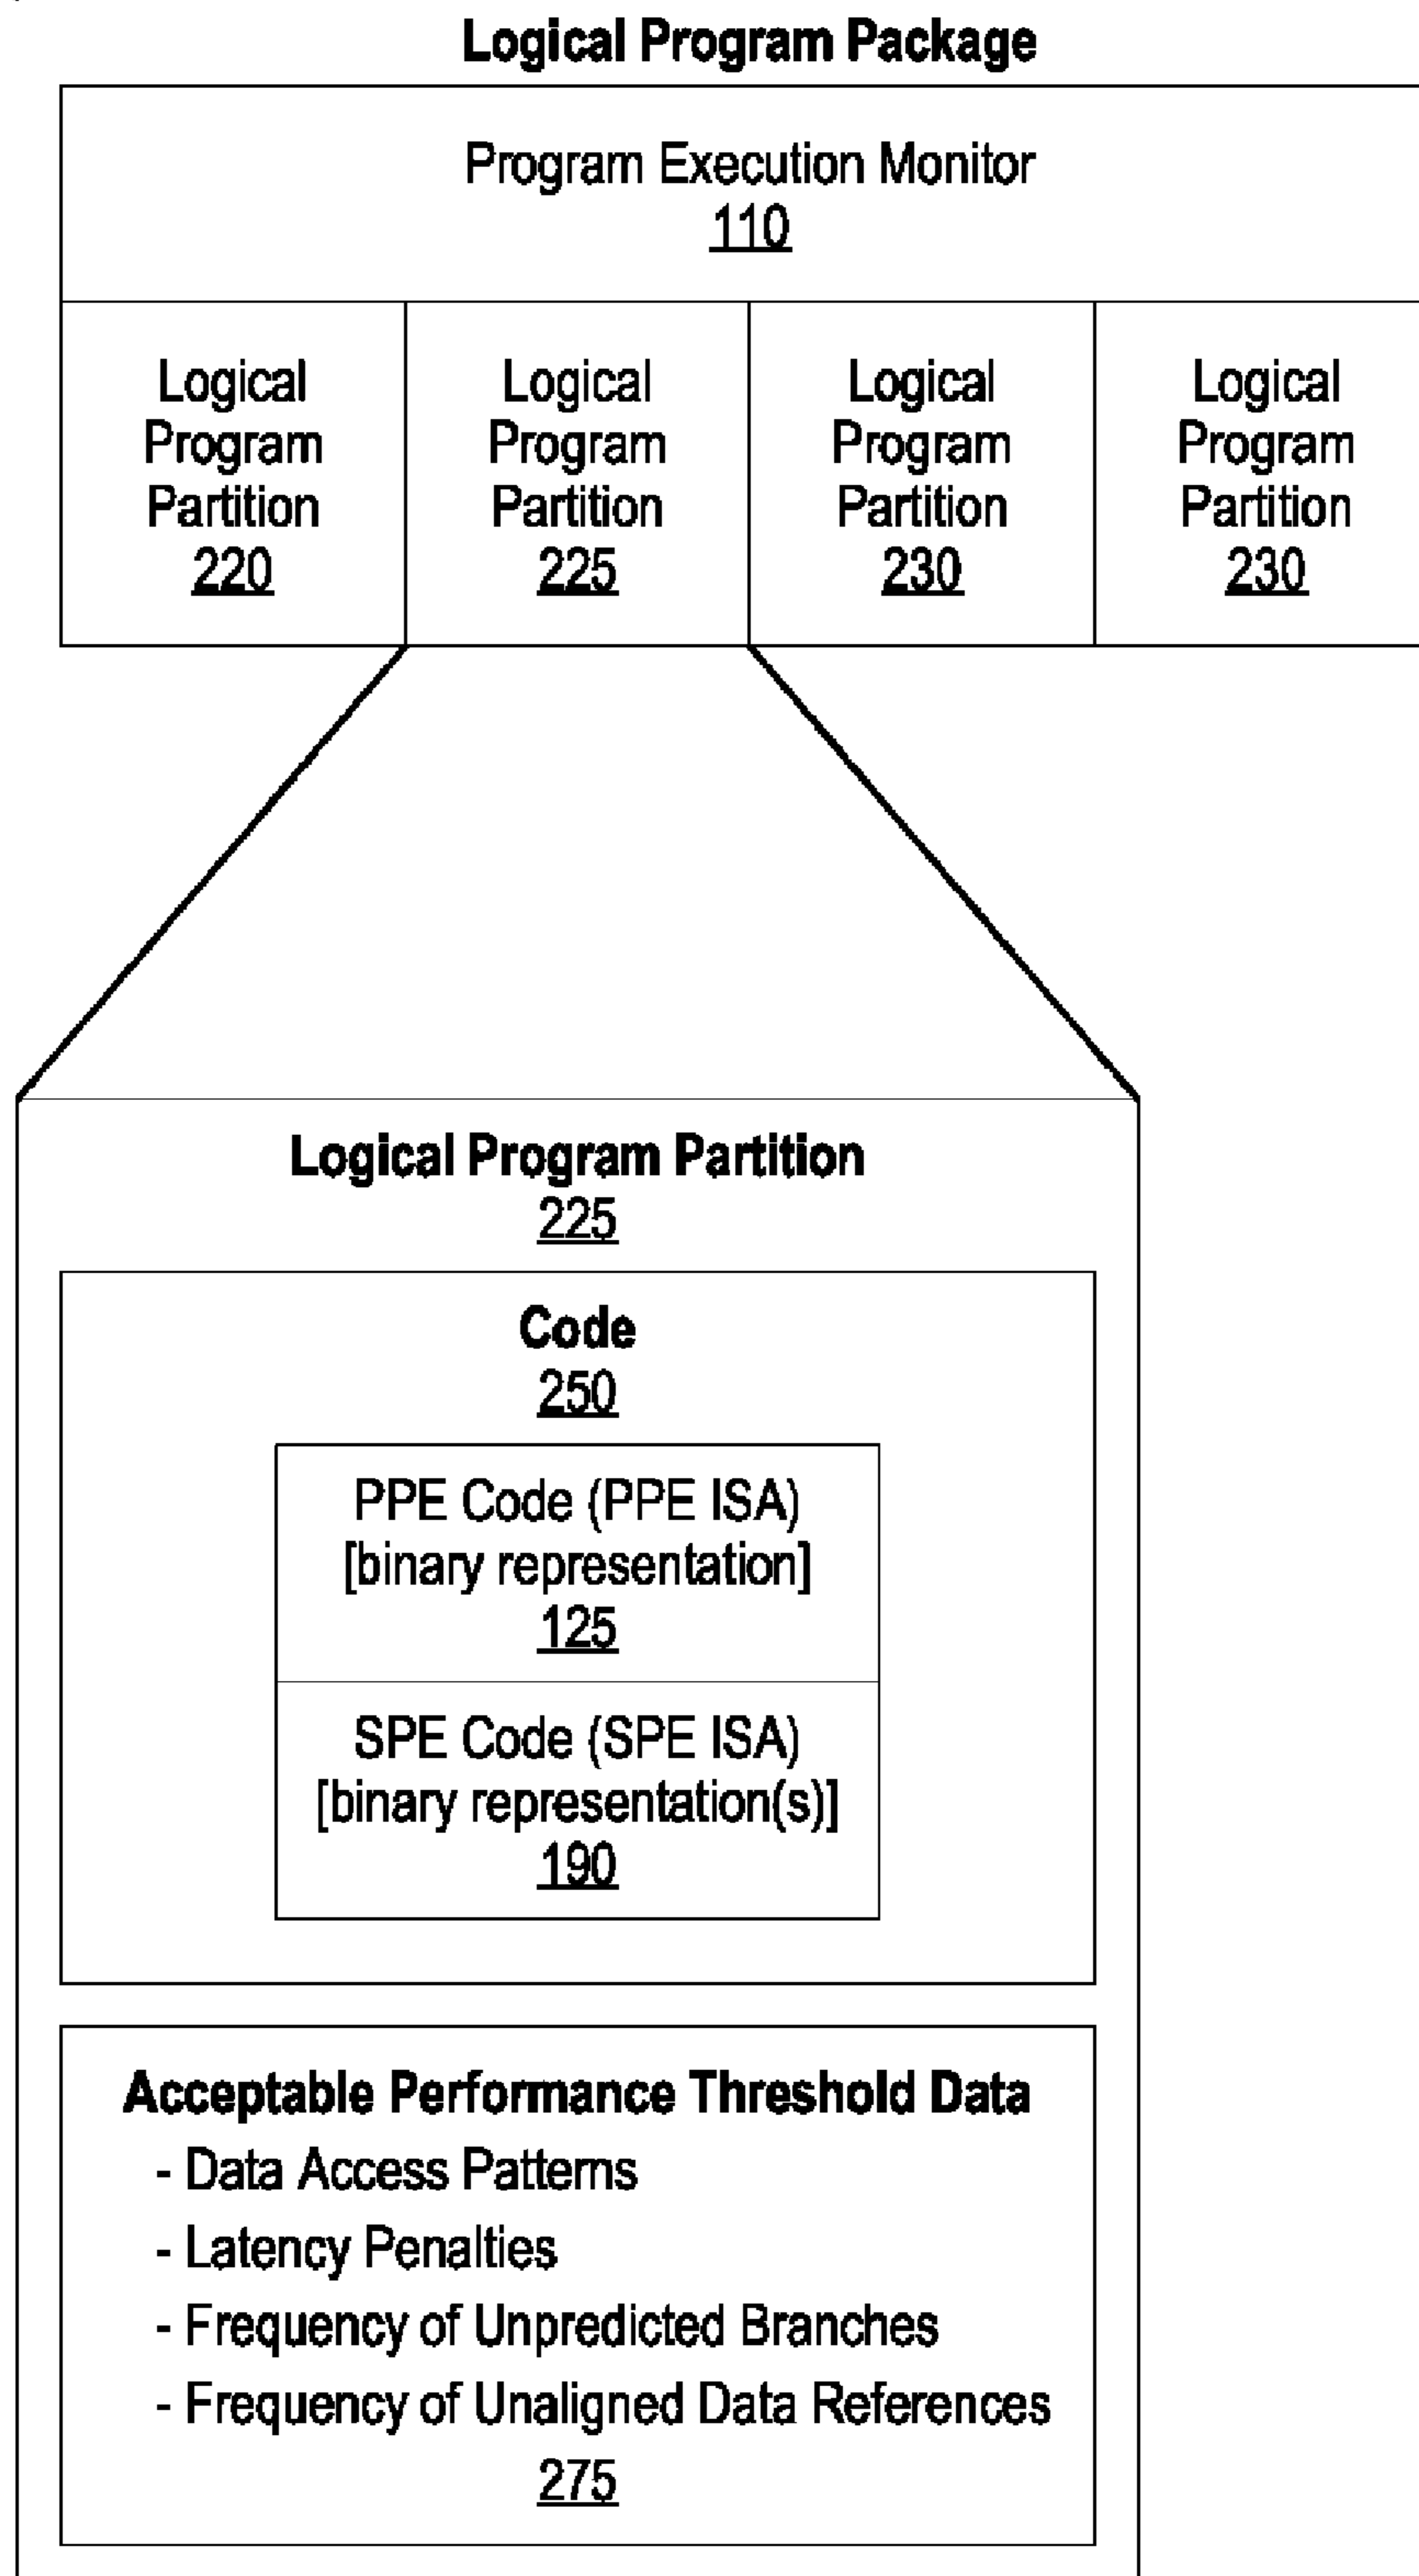 Logical Program Package
Program Execution Monitor
110
Logical
Program
Partition
220
Logical
Program
Partition
225
Logical
Program
Partition
230
Logical
Program
Partition
230
Logical Program Partition
225
Code
250
PPE Code (PPE ISA)
[binary representation]
125
SPE Code (SPE ISA)
[binary representation(s)]
190
Acceptable Performance Threshold Data
- Data Access Patterns
- Latency Penalties
- Frequency of Unpredicted Branches
- Frequency of Unaligned Data References
275